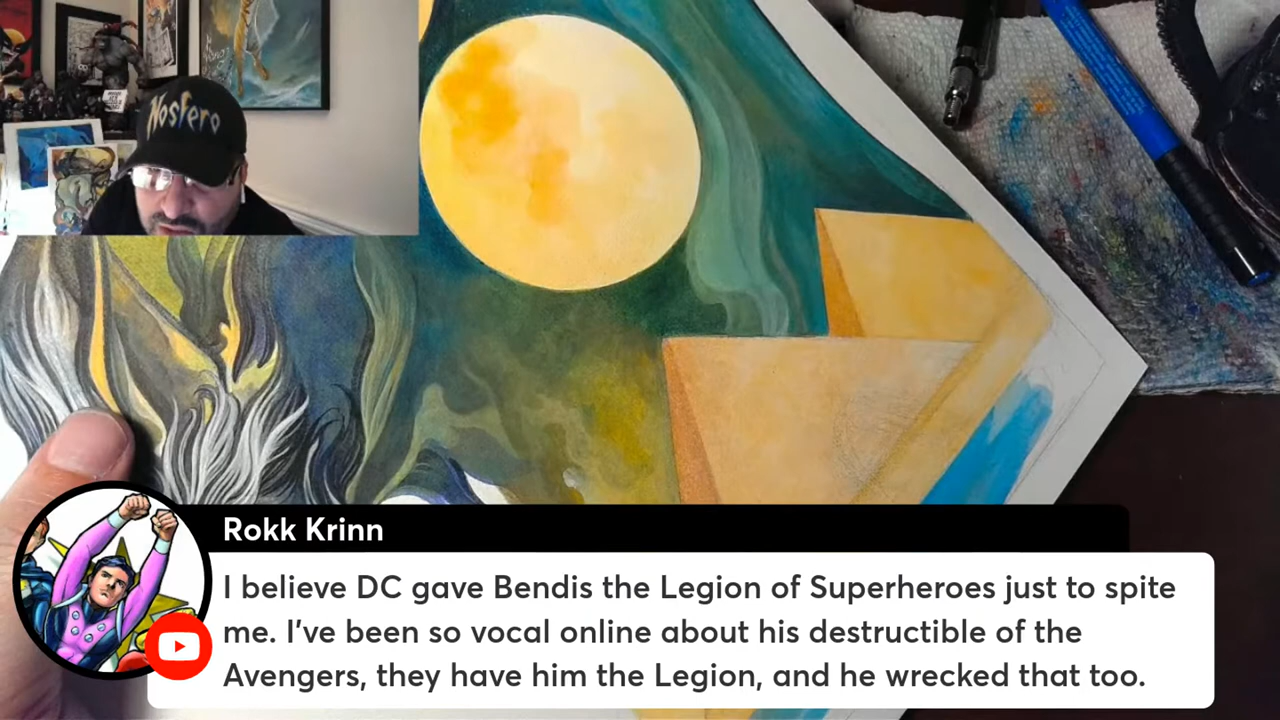 Nosfero
Rokk Krinn
I believe DC gave Bendis the Legion of Superheroes just to spite
me. I've been so vocal online about his destructible of the
Avengers, they have him the Legion, and he wrecked that too.